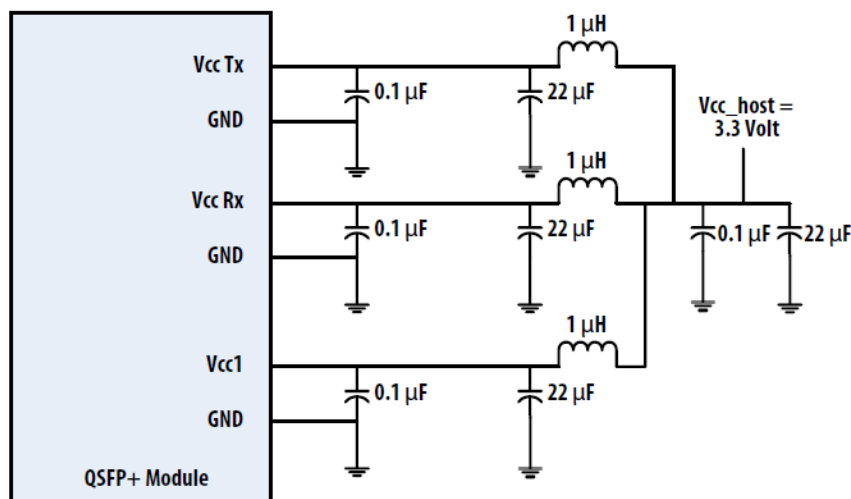 1 μH
Vcc Tx
0.1 μF
22 μF
GND
Vcc_host =
3.3 Volt
1 μH
Vcc Rx
0.1 μF
22 μF
0.1 μF
22 μF
GND
1 μH
Vcc1
0.1 μF
22 μF
GND
QSFP+ Module